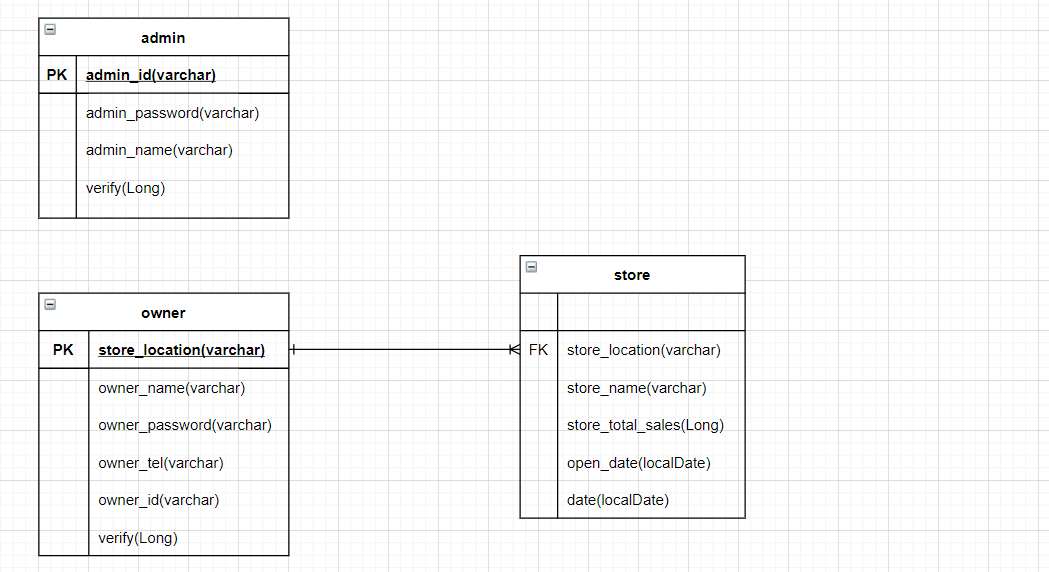 admin
PK admin_id(varchar)
admin_password(varchar)
admin_name(varchar)
verify(Long)
owner
PK store_location(varchar)
owner_name(varchar)
owner_password(varchar)
owner_tel(varchar)
owner_id(varchar)
verify(Long)
store
FK store_location(varchar)
store_name(varchar)
store_total_sales(Long)
open_date(localDate)
date(localDate)